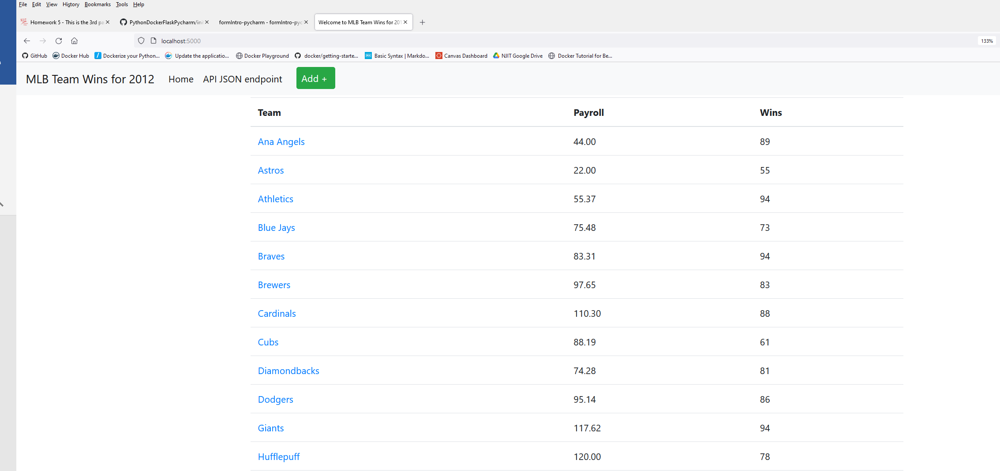 File Edit View History Bookmarks Tools Help
Homework 5 - This is the 3rd pa PythonDockerFlaskPycharm/ini formIntro-pycharm - formIntro-pyc Welcome to MLB Team Wins for 201
localhost:5000 133%
GitHub Docker Hub Dockerize your Python... Update the applicatio... Docker Playground docker/getting-starte... Basic Syntax | Markdo... Canvas Dashboard NJIT Google Drive Docker Tutorial for Be...
MLB Team Wins for 2012 Home API JSON endpoint Add +
Team Payroll Wins
Ana Angels 44.00 89
Astros 22.00 55
Athletics 55.37 94
Blue Jays 75.48 73
Braves 83.31 94
Brewers 97.65 83
Cardinals 110.30 88
Cubs 88.19 61
Diamondbacks 74.28 81
Dodgers 95.14 86
Giants 117.62 94
Hufflepuff 120.00 78